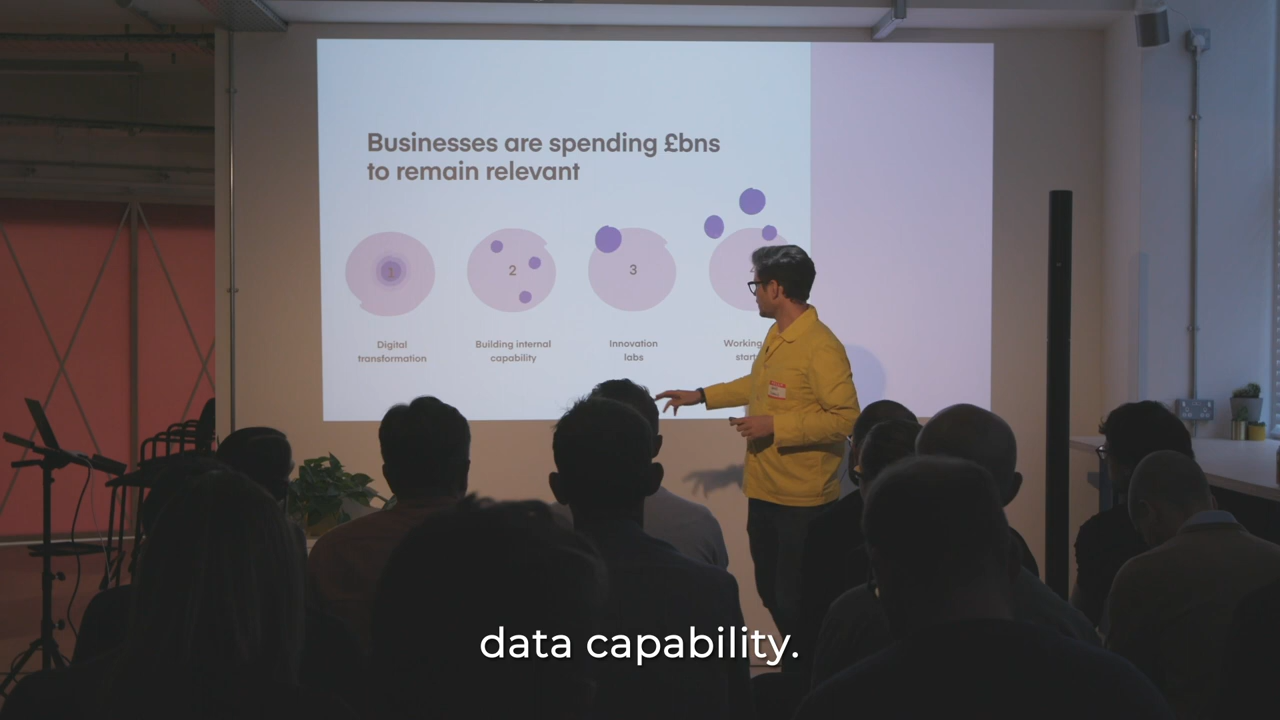 Businesses are spending £bns
to remain relevant
1
2
3
Digital
transformation
Building internal
capability
Innovation
labs
Working
data capability.